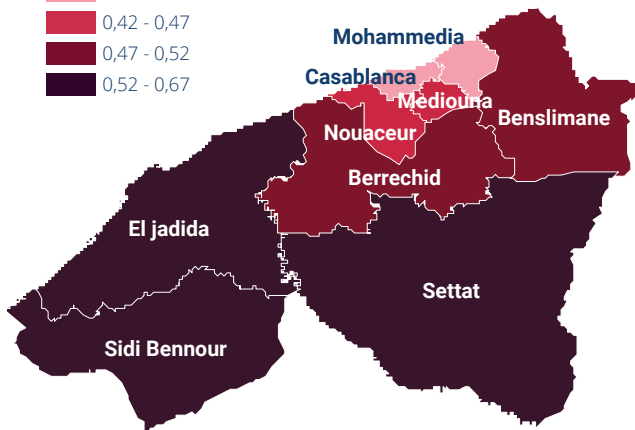 0,42 - 0,47
0,47 - 0,52
0,52 - 0,67
Mohammedia
Casablanca
Mediouna
Benslimane
Nouaceur
Berrechid
El jadida
Settat
Sidi Bennour